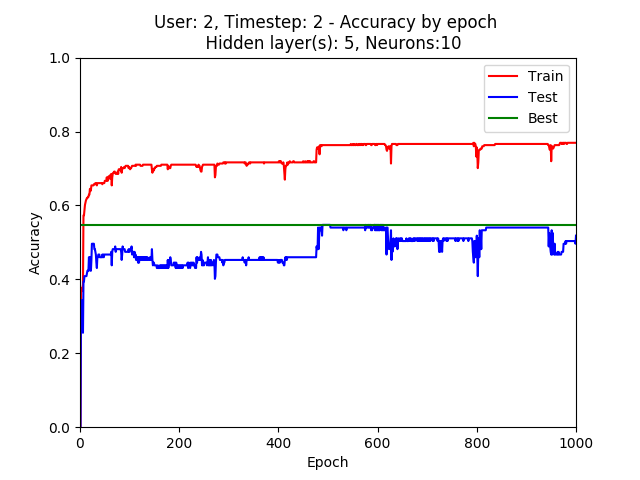 User: 2, Timestep: 2 - Accuracy by epoch
Hidden layer(s): 5, Neurons:10
1.0
Train
Test
Best
0.8
0.6
Accuracy
0.4
0.2
0.0
0 200 400 600 800 1000
Epoch